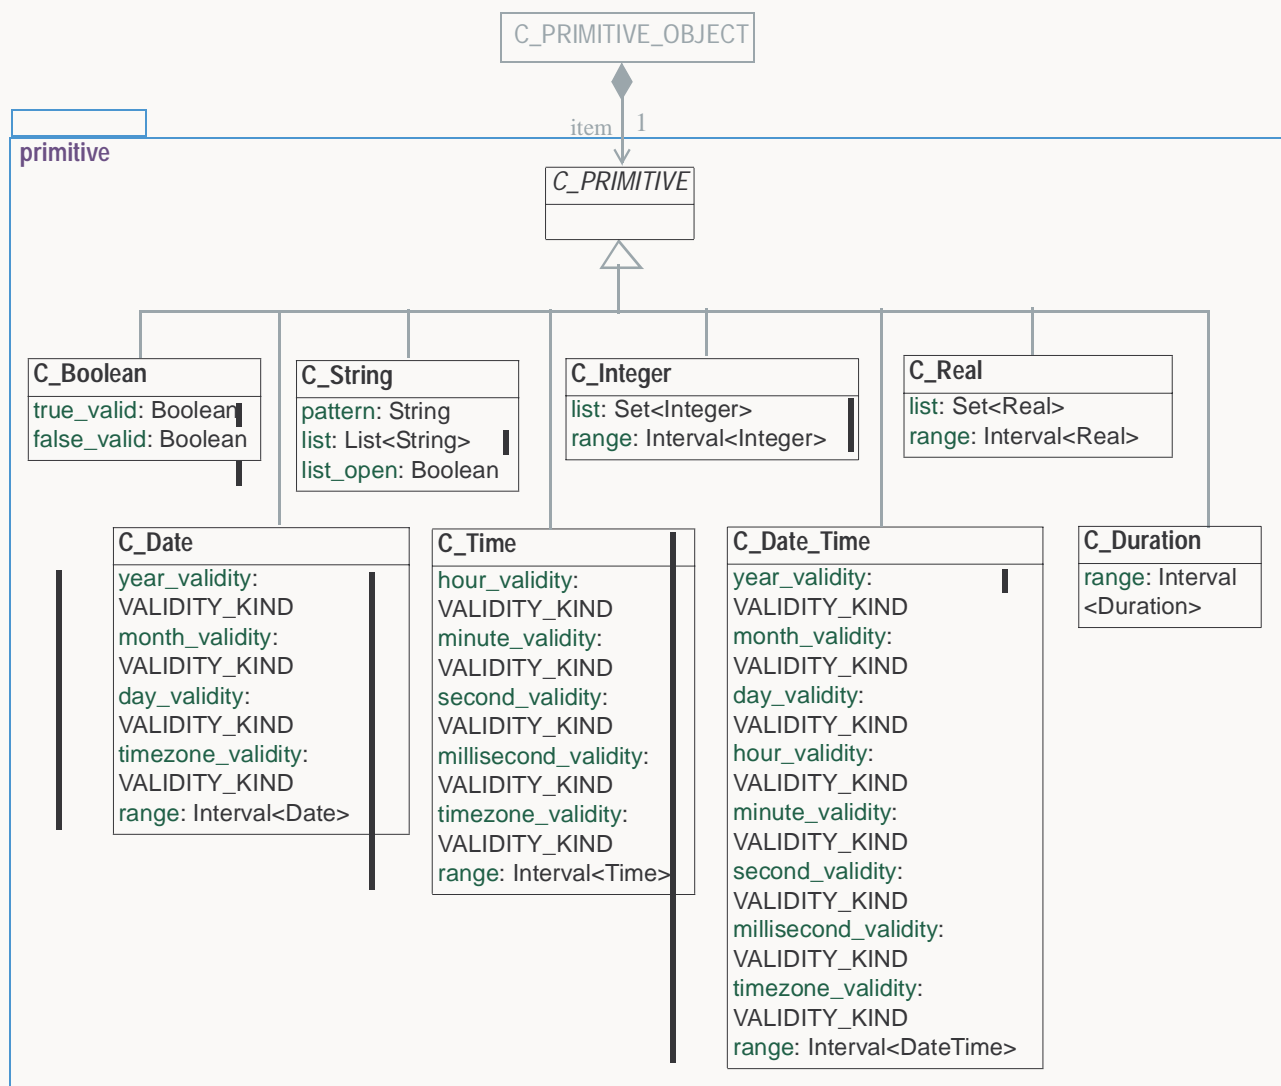 C_PRIMITIVE_OBJECT
item 1
primitive
C_PRIMITIVE
C_Boolean
true_valid: Boolean
false_valid: Boolean
C_String
pattern: String
list: List<String>
list_open: Boolean
C_Integer
list: Set<Integer>
range: Interval<Integer>
C_Real
list: Set<Real>
range: Interval<Real>
C_Date
year_validity:
VALIDITY_KIND
month_validity:
VALIDITY_KIND
day_validity:
VALIDITY_KIND
timezone_validity:
VALIDITY_KIND
range: Interval<Date>
C_Time
hour_validity:
VALIDITY_KIND
minute_validity:
VALIDITY_KIND
second_validity:
VALIDITY_KIND
millisecond_validity:
VALIDITY_KIND
timezone_validity:
VALIDITY_KIND
range: Interval<Time>
C_Date_Time
year_validity:
VALIDITY_KIND
month_validity:
VALIDITY_KIND
day_validity:
VALIDITY_KIND
hour_validity:
VALIDITY_KIND
minute_validity:
VALIDITY_KIND
second_validity:
VALIDITY_KIND
millisecond_validity:
VALIDITY_KIND
timezone_validity:
VALIDITY_KIND
range: Interval<DateTime>
C_Duration
range: Interval
<Duration>